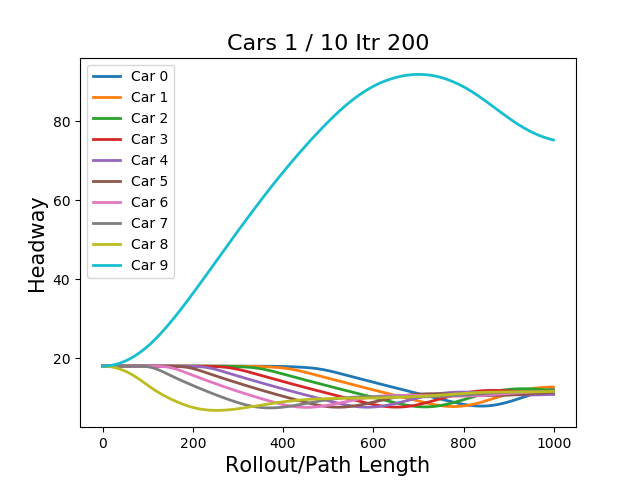 Cars 1 / 10 Itr 200
Headway
80
60
40
20
Car 0
Car 1
Car 2
Car 3
Car 4
Car 5
Car 6
Car 7
Car 8
Car 9
0 200 400 600 800 1000
Rollout/Path Length